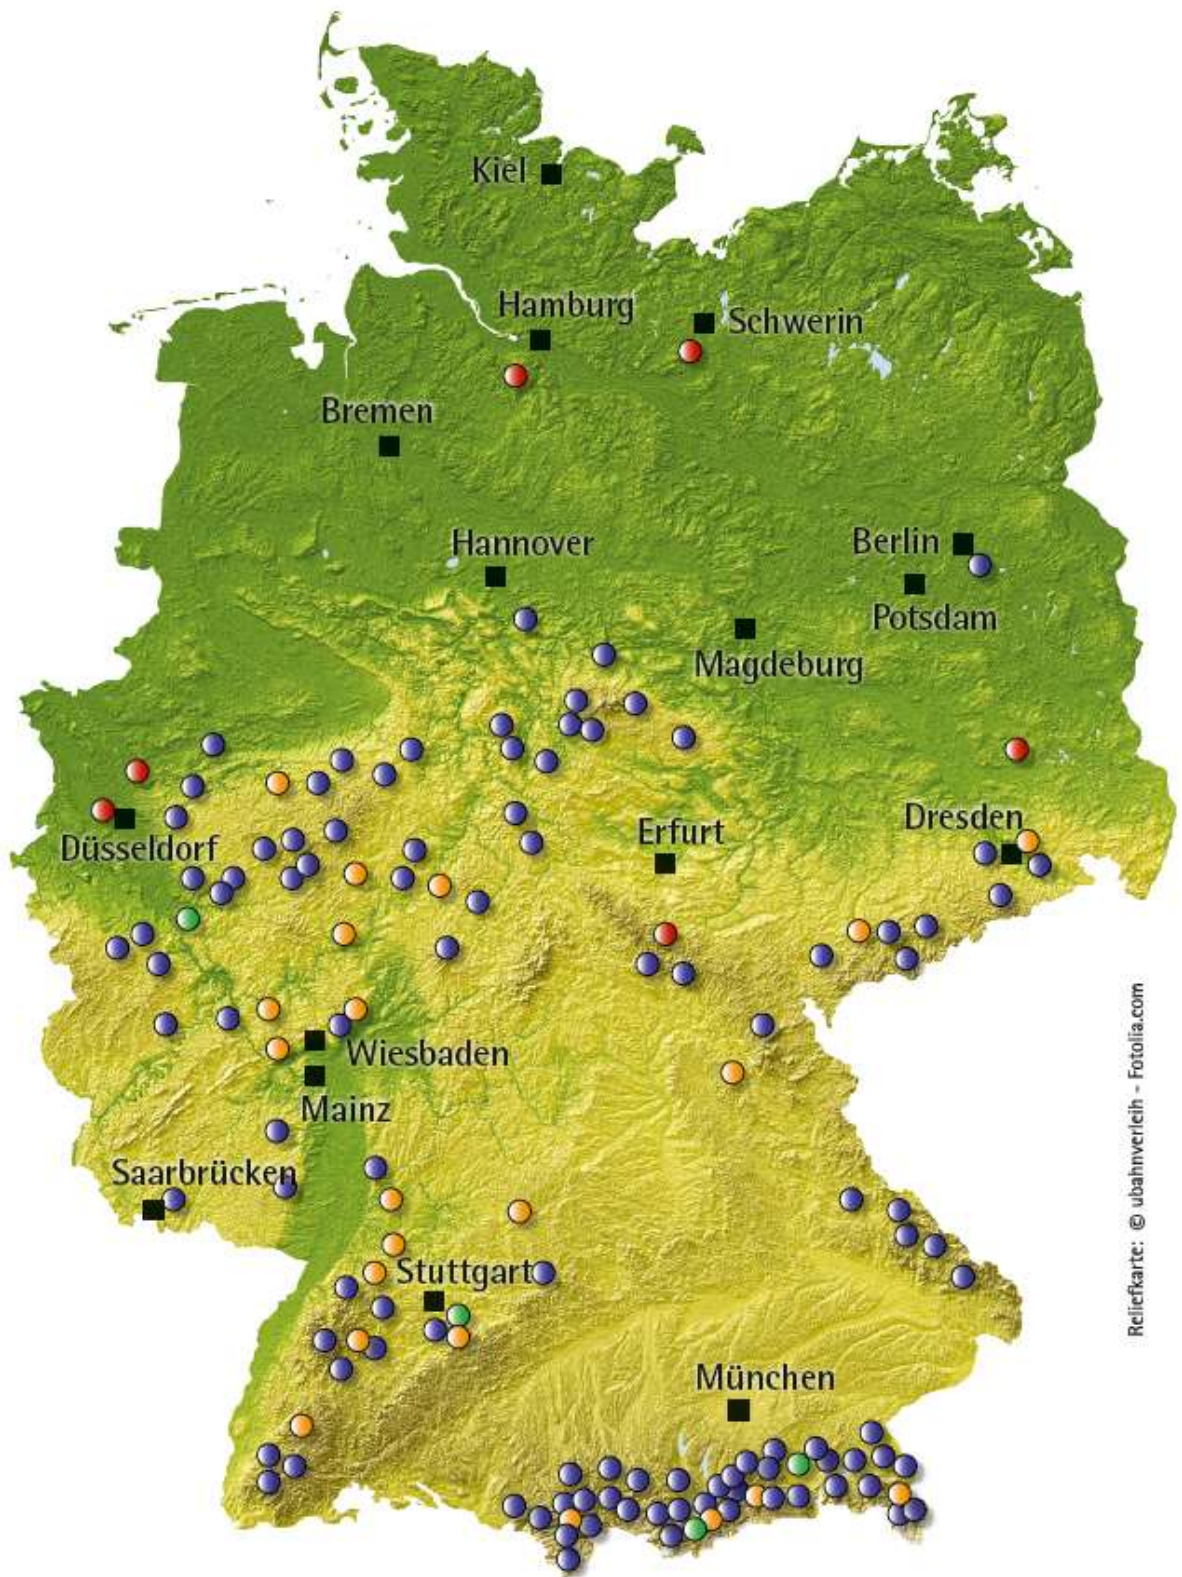 Kiel
Hamburg
Schwerin
Bremen
Hannover
Berlin
Potsdam
Magdeburg
Düsseldorf
Erfurt
Dresden
Wiesbaden
Mainz
Saarbrücken
Stuttgart
München
Reliefkarte: © ubahnverleih - Fotolia.com